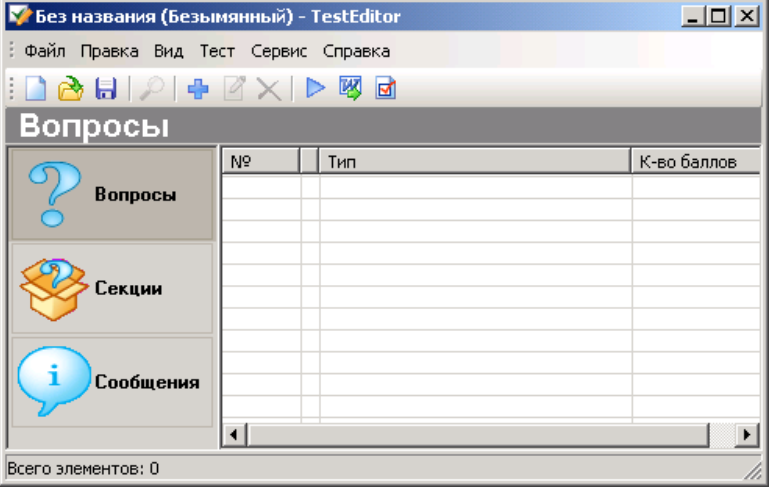 Без названия (Безымянный) - TestEditor
Файл Правка Вид Тест Сервис Справка
Вопросы
№ Тип К-во баллов
Вопросы
Секции
Сообщения
Всего элементов: 0